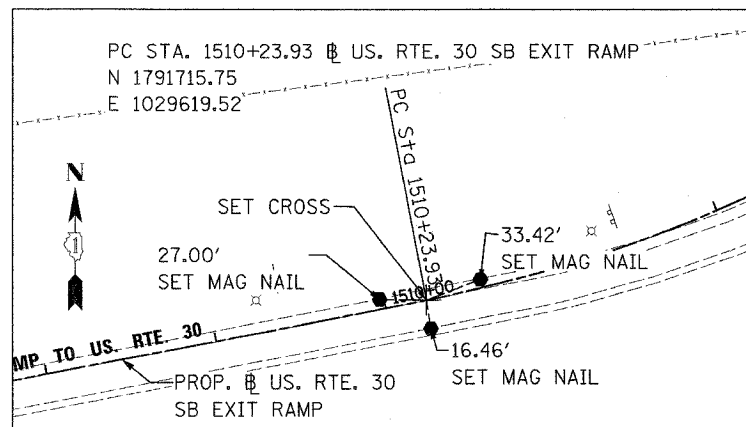 PC STA. 1510+23.93 ⅊ US. RTE. 30 SB EXIT RAMP
N 1791715.75
E 1029619.52
PC Sta 1510+23.93
N
1
SET CROSS
27.00'
SET MAG NAIL
33.42'
SET MAG NAIL
1510+00
16.46'
SET MAG NAIL
MP TO US. RTE. 30
PROP. ⅊ US. RTE. 30
SB EXIT RAMP